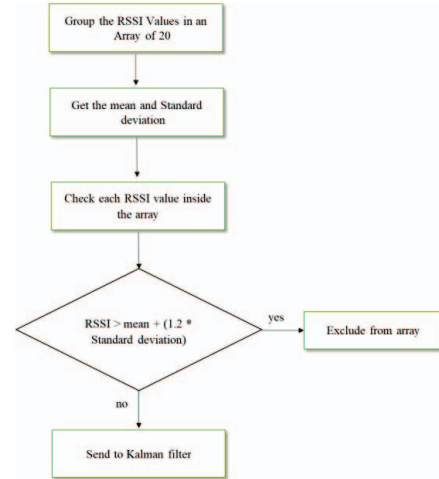 Group the RSSI Values in an
Array of 20
Get the mean and Standard
deviation
Check each RSSI value inside
the array
RSSI > mean + (1.2 *
Standard deviation)
yes
Exclude from array
no
Send to Kalman filter